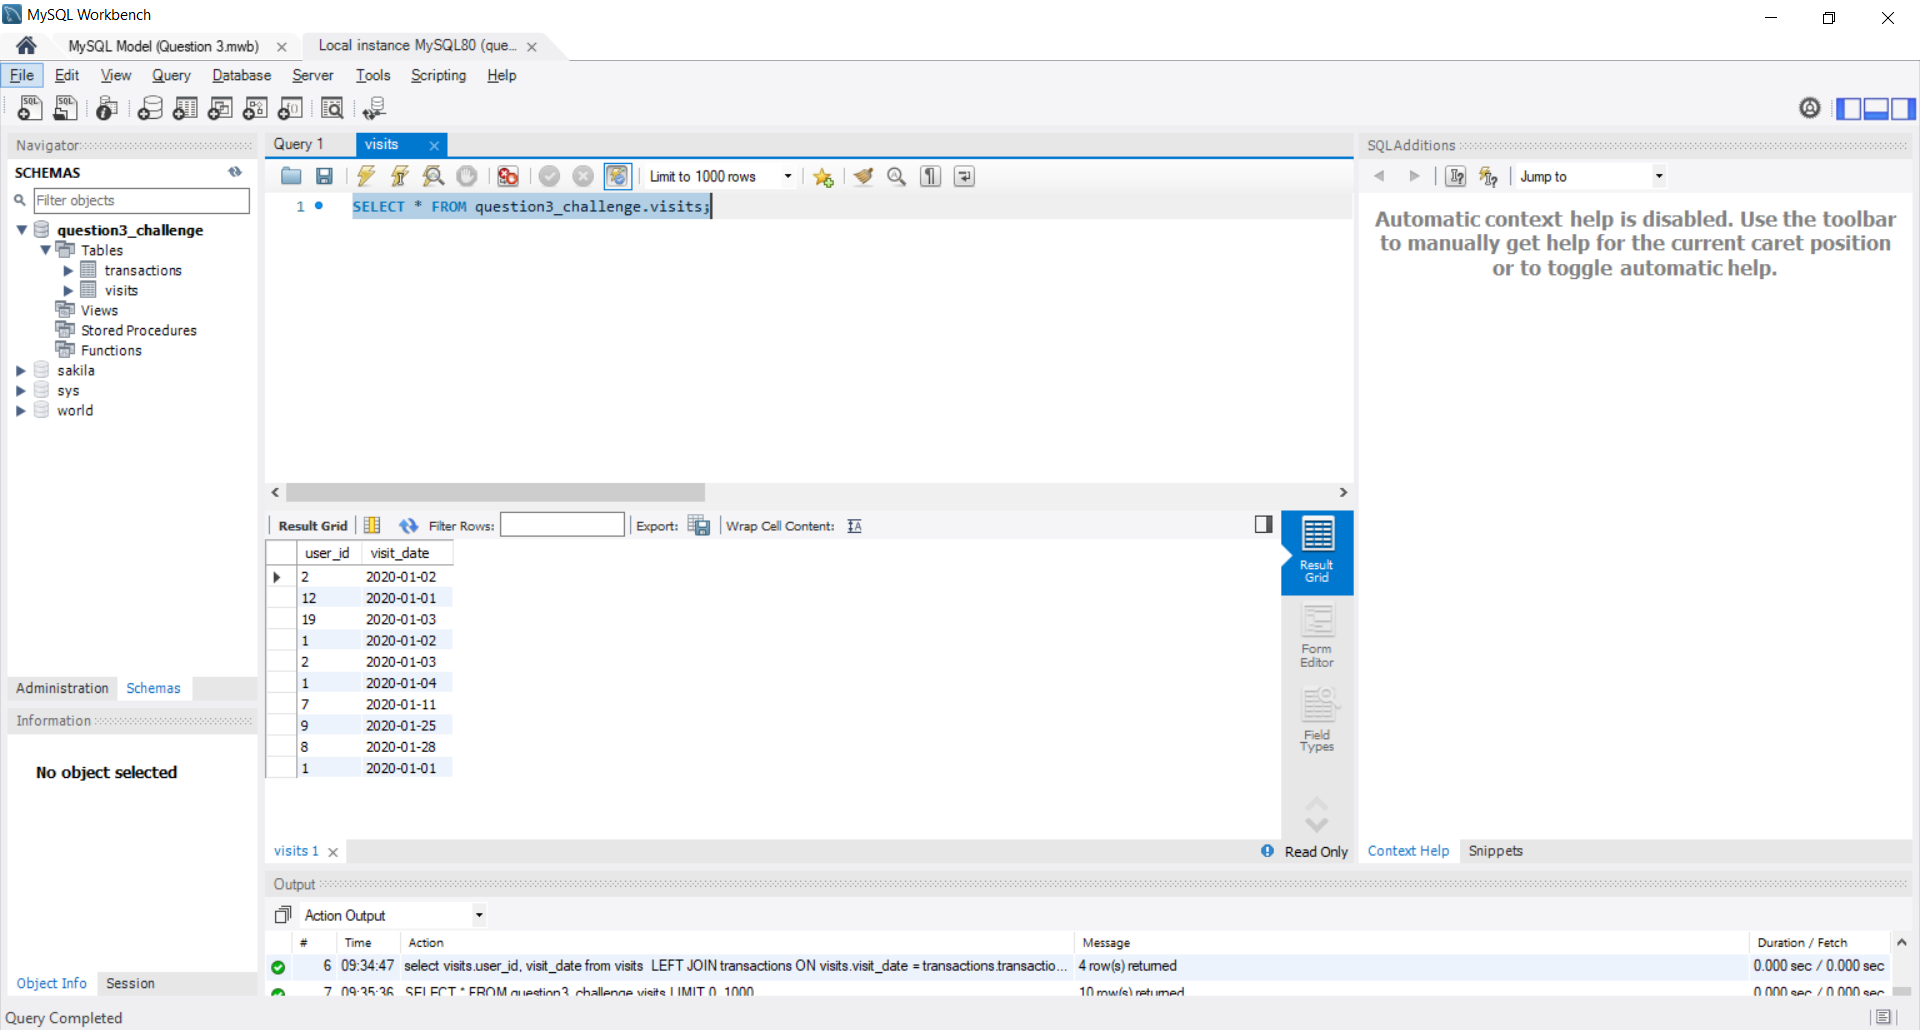 MySQL Workbench
MySQL Model (Question 3.mwb)
Local instance MySQL80 (que...
File Edit View Query Database Server Tools Scripting Help
Navigator
SCHEMAS
Filter objects
question3_challenge
Tables
transactions
visits
Views
Stored Procedures
Functions
sakila
sys
world
Administration Schemas
Information
No object selected
Object Info Session
Query 1 visits
Limit to 1000 rows
1 SELECT * FROM question3_challenge.visits;
Result Grid Filter Rows: Export: Wrap Cell Content:
user_id visit_date
2 2020-01-02
12 2020-01-01
19 2020-01-03
1 2020-01-02
2 2020-01-03
1 2020-01-04
7 2020-01-11
9 2020-01-25
8 2020-01-28
1 2020-01-01
Result
Grid
Form
Editor
Field
Types
visits 1
Read Only
SQLAdditions
Jump to
Automatic context help is disabled. Use the toolbar
to manually get help for the current caret position
or to toggle automatic help.
Context Help Snippets
Output
Action Output
# Time Action Message Duration / Fetch
6 09:34:47 select visits.user_id, visit_date from visits LEFT JOIN transactions ON visits.visit_date = transactions.transactio... 4 row(s) returned 0.000 sec / 0.000 sec
7 09:35:36 SELECT * FROM question3_challenge.visits LIMIT 0, 1000 10 row(s) returned 0.000 sec / 0.000 sec
Query Completed